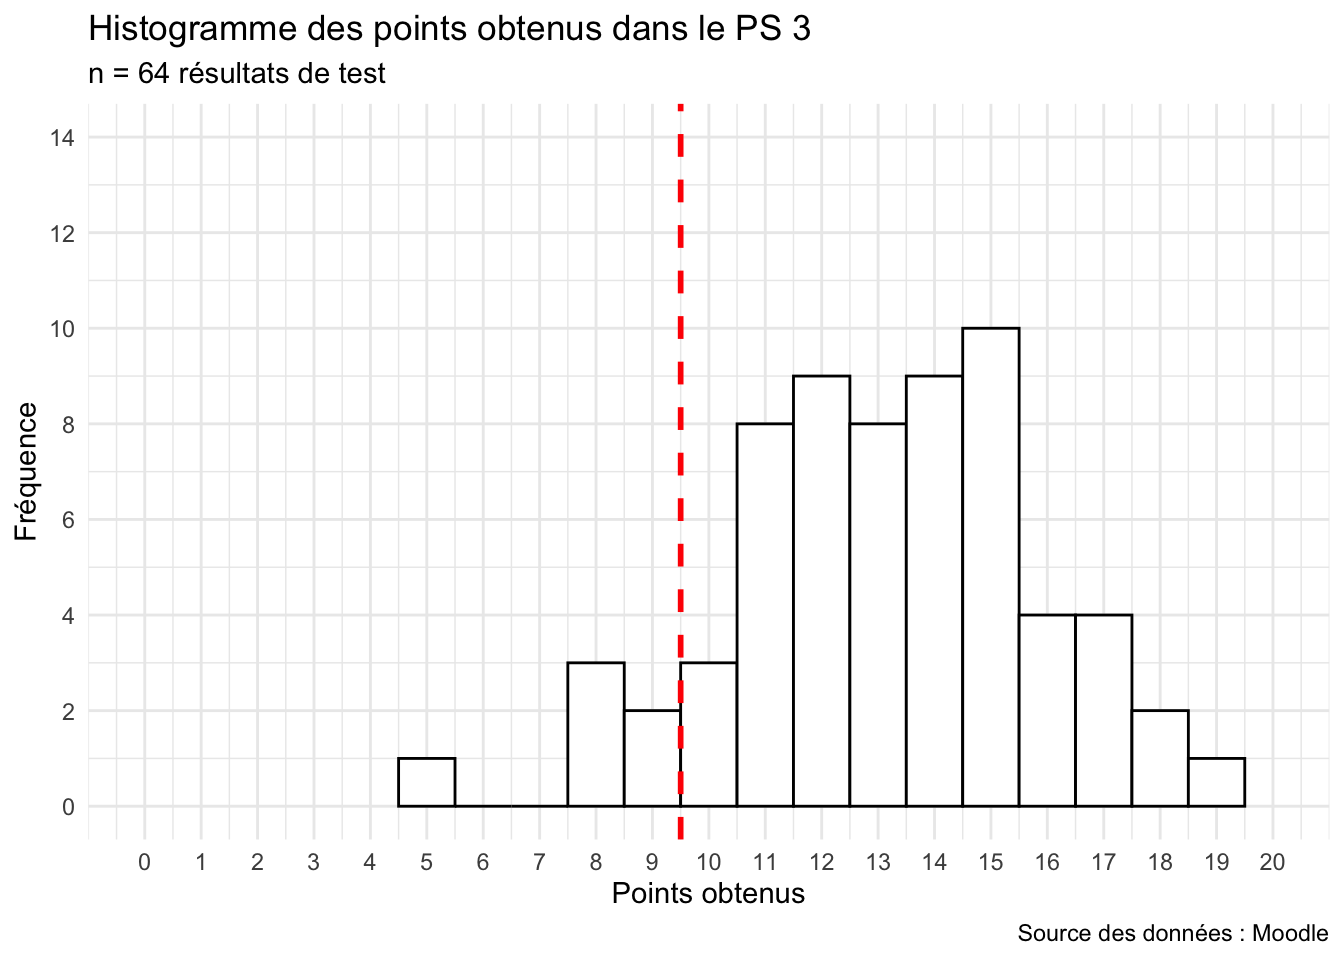 Histogramme des points obtenus dans le PS 3
n = 64 résultats de test
14
12
10
8
6
4
2
0
Fréquence
0 1 2 3 4 5 6 7 8 9 10 11 12 13 14 15 16 17 18 19 20
Points obtenus
Source des données : Moodle